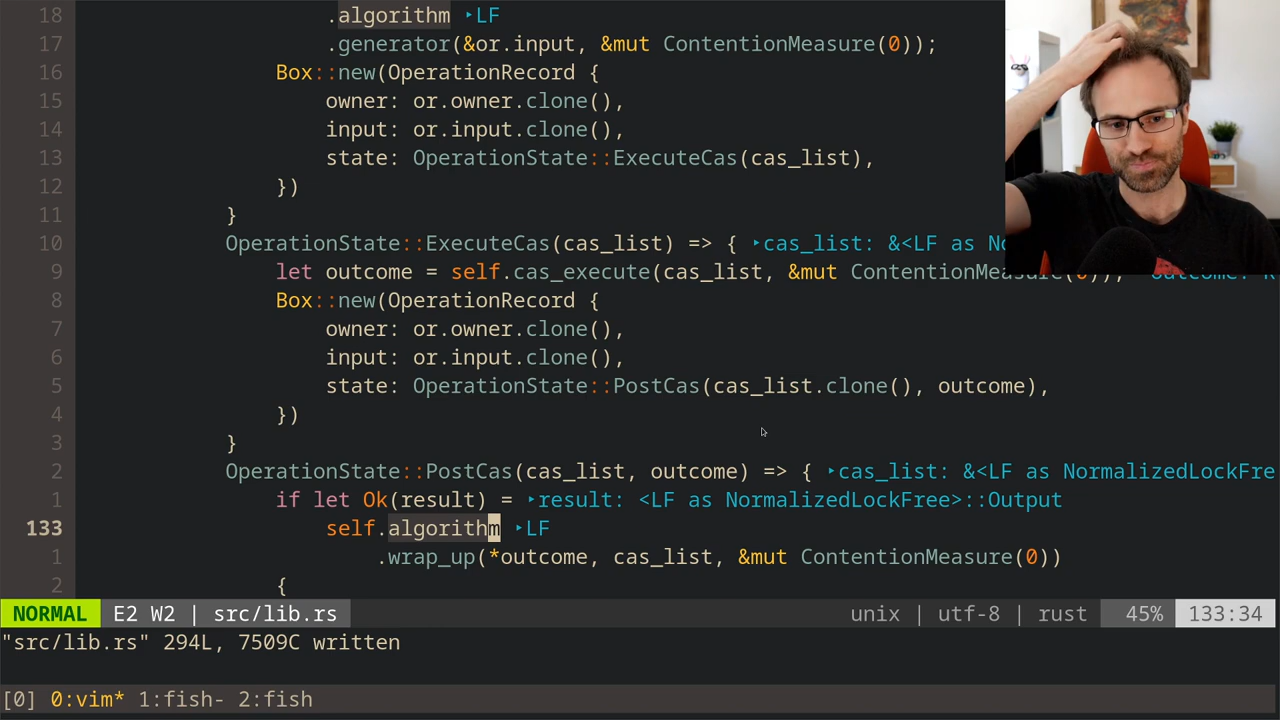 18 .algorithm ‣LF
17 .generator(&or.input, &mut ContentionMeasure(0));
16 Box::new(OperationRecord {
15 owner: or.owner.clone(),
14 input: or.input.clone(),
13 state: OperationState::ExecuteCas(cas_list),
12 })
11 }
10 OperationState::ExecuteCas(cas_list) => { ‣cas_list: &<LF as No
9 let outcome = self.cas_execute(cas_list, &mut ContentionMeasure(0));
8 Box::new(OperationRecord {
7 owner: or.owner.clone(),
6 input: or.input.clone(),
5 state: OperationState::PostCas(cas_list.clone(), outcome),
4 })
3 }
2 OperationState::PostCas(cas_list, outcome) => { ‣cas_list: &<LF as NormalizedLockFre
1 if let Ok(result) = ‣result: <LF as NormalizedLockFree>::Output
133 self.algorithm ‣LF
1 .wrap_up(*outcome, cas_list, &mut ContentionMeasure(0))
2 {
NORMAL E2 W2 | src/lib.rs unix | utf-8 | rust 45% 133:34
"src/lib.rs" 294L, 7509C written
[0] 0:vim* 1:fish- 2:fish